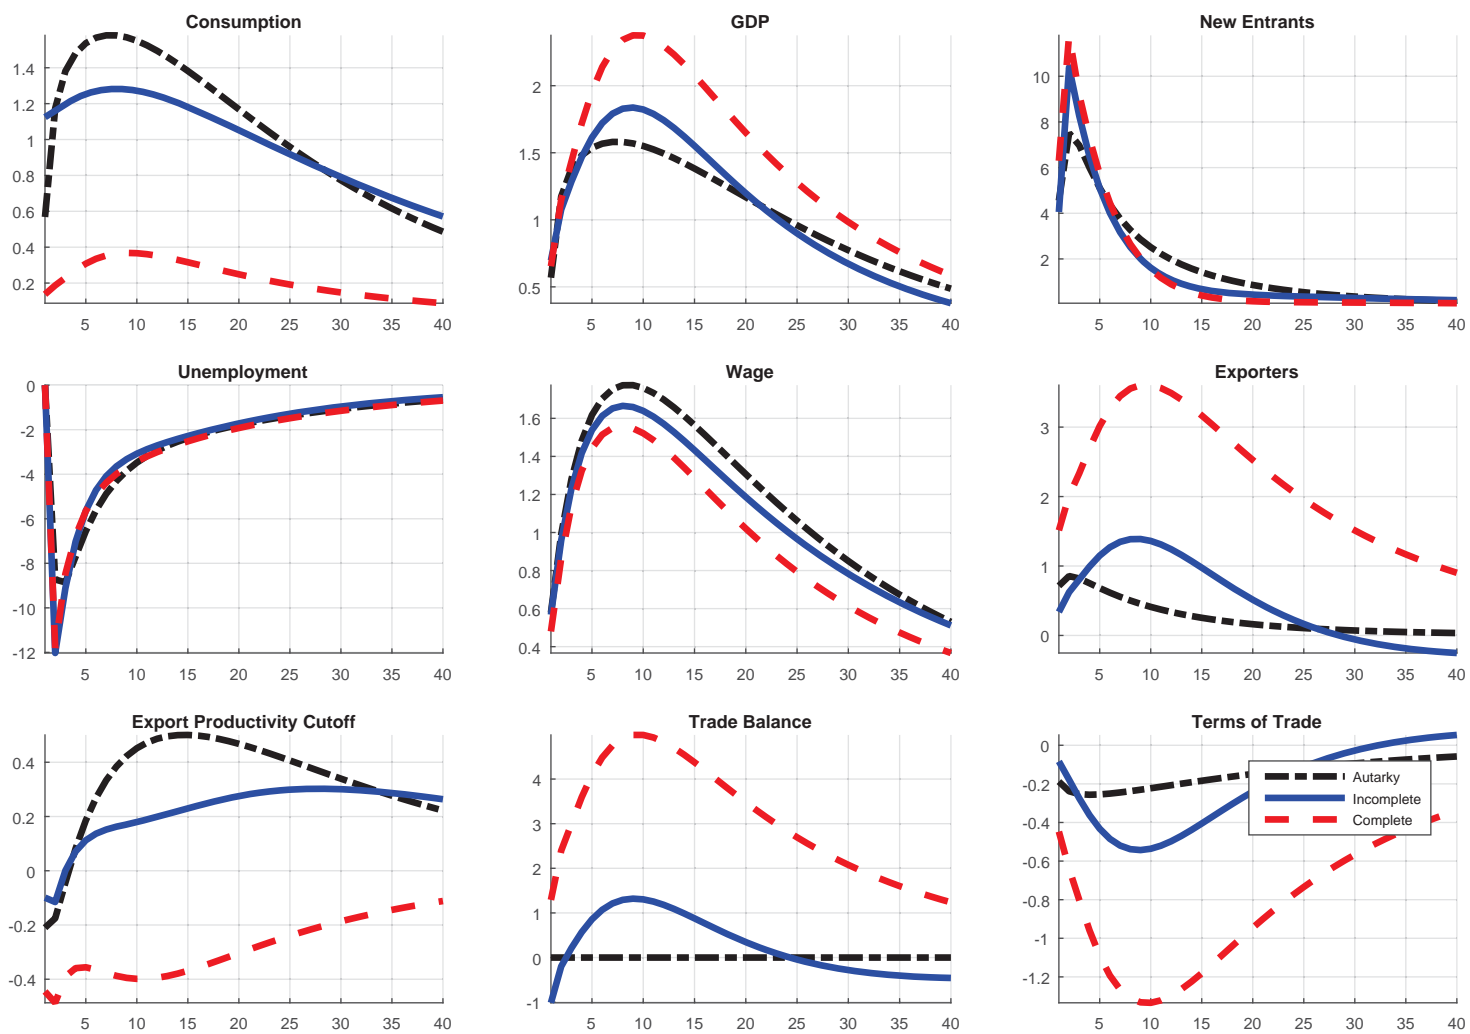 Consumption
GDP
New Entrants
1.4
1.2
1
0.8
0.6
0.4
0.2
5 10 15 20 25 30 35 40
2
1.5
1
0.5
5 10 15 20 25 30 35 40
10
8
6
4
2
5 10 15 20 25 30 35 40
Unemployment
Wage
Exporters
0
-2
-4
-6
-8
-10
-12
5 10 15 20 25 30 35 40
1.6
1.4
1.2
1
0.8
0.6
0.4
5 10 15 20 25 30 35 40
3
2
1
0
5 10 15 20 25 30 35 40
Export Productivity Cutoff
Trade Balance
Terms of Trade
0.4
0.2
0
-0.2
-0.4
5 10 15 20 25 30 35 40
4
3
2
1
0
-1
5 10 15 20 25 30 35 40
0
-0.2
-0.4
-0.6
-0.8
-1
-1.2
5 10 15 20 25 30 35 40
Autarky
Incomplete
Complete